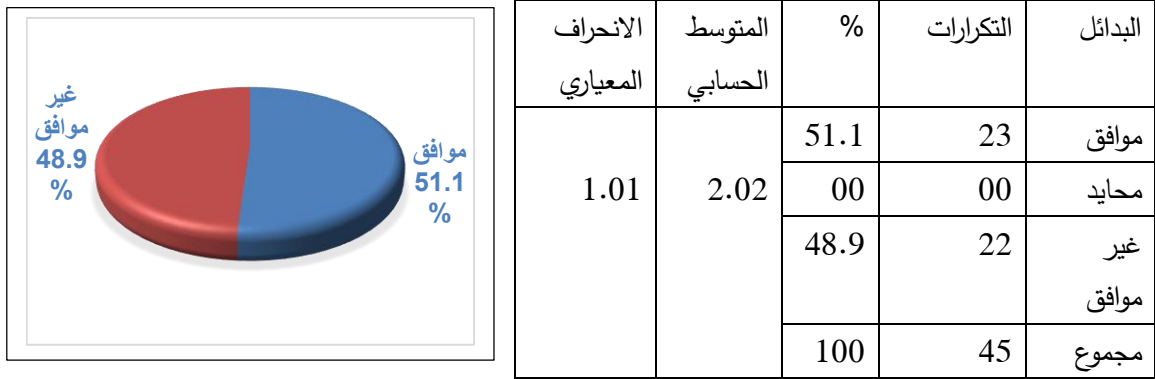 البدائل التكرارات % المتوسط الانحراف
الحسابي المعياري
موافق 23 51.1
محايد 00 00 2.02 1.01
غير 22 48.9
موافق
مجموع 45 100
غير
موافق
48.9
%
موافق
51.1
%